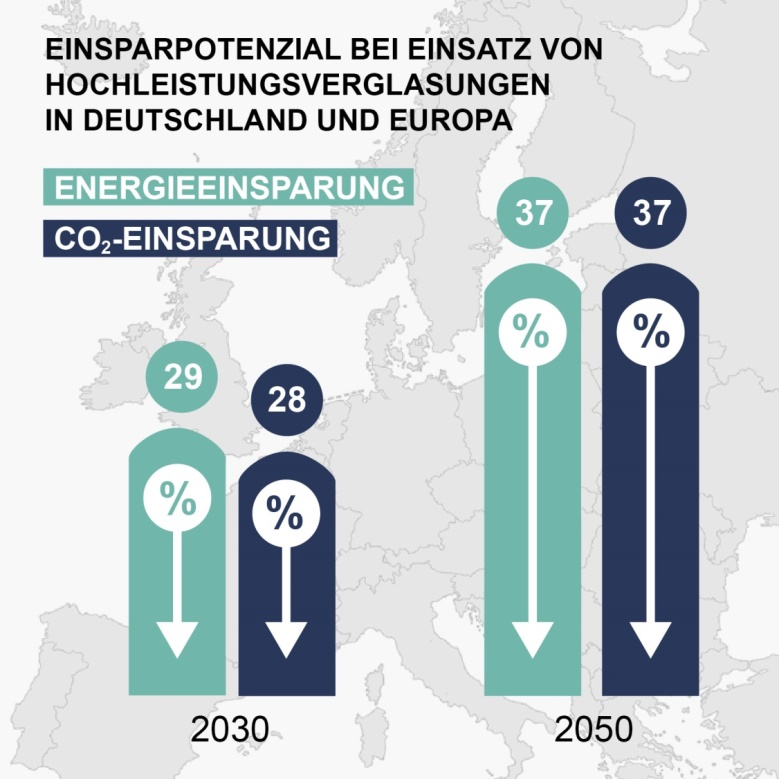 EINSPARPOTENZIAL BEI EINSATZ VON
HOCHLEISTUNGSVERGLASUNGEN
IN DEUTSCHLAND UND EUROPA
ENERGIEEINSPARUNG
CO₂-EINSPARUNG
29
%
28
%
37
%
37
%
2030
2050